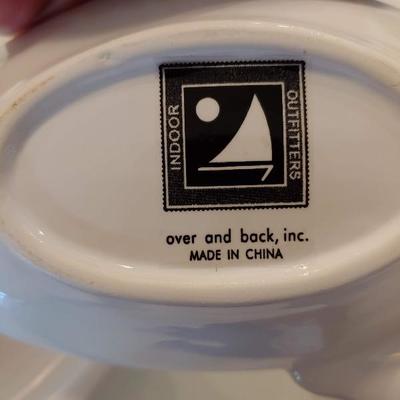 INDOOR
OUTFITTERS
over and back, inc.
MADE IN CHINA